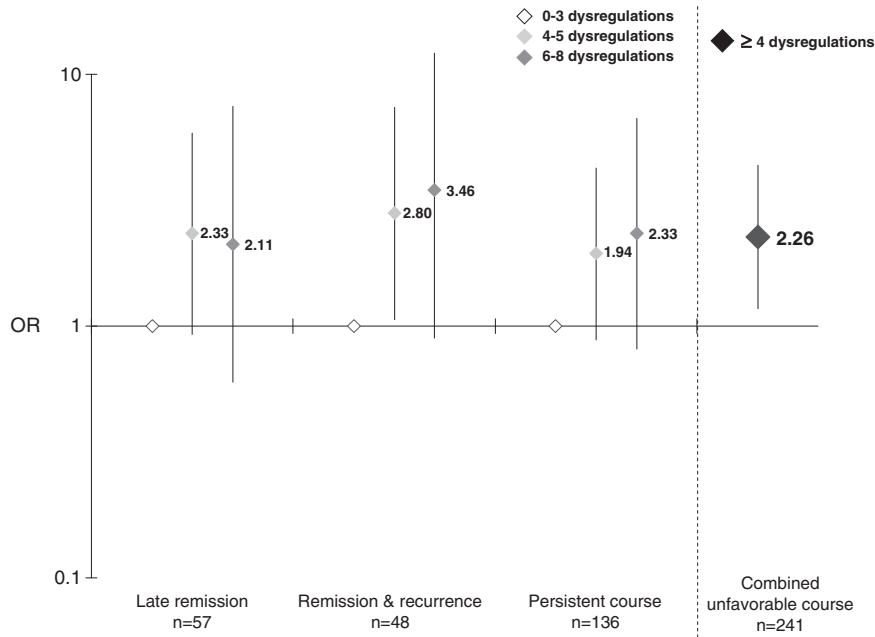 0-3 dysregulations
4-5 dysregulations
6-8 dysregulations
≥ 4 dysregulations
10
3.46
2.80
2.33
2.11
2.33
1.94
2.26
OR
1
0.1
Late remission
n=57
Remission & recurrence
n=48
Persistent course
n=136
Combined
unfavorable course
n=241